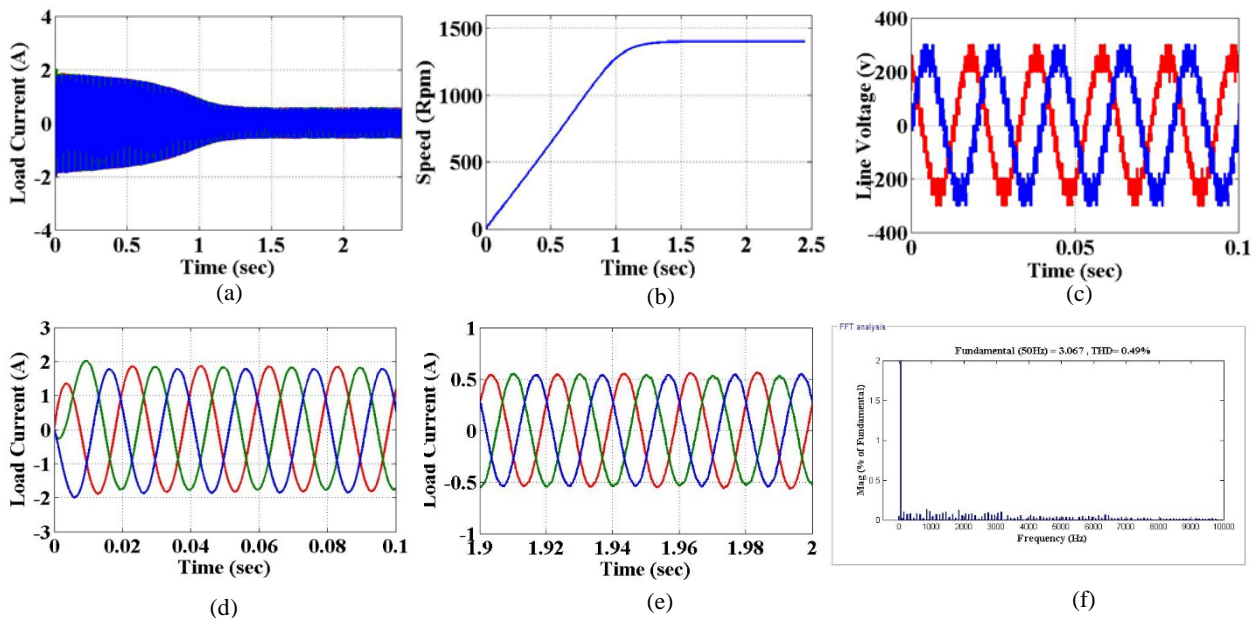 4
2
0
-2
-4
Load Current (A)
0 0.5 1 1.5 2
Time (sec)
(a)
1500
1000
500
0
Speed (Rpm)
0 0.5 1 1.5 2 2.5
Time (sec)
(b)
400
200
0
-200
-400
Line Voltage (v)
0 0.05 0.1
Time (sec)
(c)
3
2
1
0
-1
-2
-3
Load Current (A)
0 0.02 0.04 0.06 0.08 0.1
Time (sec)
(d)
1
0.5
0
-0.5
-1
Load Current (A)
1.9 1.92 1.94 1.96 1.98 2
Time (sec)
(e)
FFT analysis
Fundamental (50Hz) = 3.067 , THD= 0.49%
2
1.5
1
0.5
0
Mag (% of Fundamental)
0 1000 2000 3000 4000 5000 6000 7000 8000 9000 10000
Frequency (Hz)
(f)